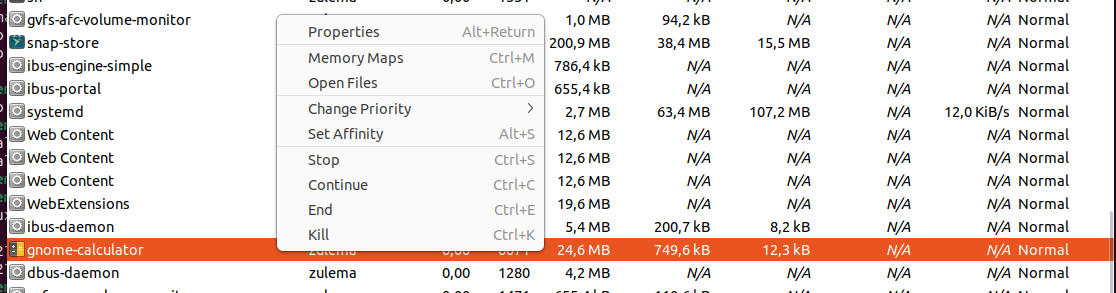 gvfs-afc-volume-monitor 1,0 MB 94,2 kB N/A N/A N/A Normal
Properties Alt+Return
snap-store 200,9 MB 38,4 MB 15,5 MB N/A N/A Normal
Memory Maps Ctrl+M
ibus-engine-simple 786,4 kB N/A N/A N/A N/A Normal
Open Files Ctrl+O
ibus-portal 655,4 kB N/A N/A N/A N/A Normal
Change Priority
systemd 2,7 MB 63,4 MB 107,2 MB N/A 12,0 KiB/s Normal
Set Affinity Alt+S
Web Content 12,6 MB N/A N/A N/A N/A Normal
Stop Ctrl+S
Web Content 12,6 MB N/A N/A N/A N/A Normal
Continue Ctrl+C
Web Content 12,6 MB N/A N/A N/A N/A Normal
WebExtensions 19,6 MB N/A N/A N/A N/A Normal
End Ctrl+E
ibus-daemon 5,4 MB 200,7 kB 8,2 kB N/A N/A Normal
Kill Ctrl+K
gnome-calculator 24,6 MB 749,6 kB 12,3 kB N/A N/A Normal
dbus-daemon zulema 0,00 1280 4,2 MB N/A N/A N/A N/A Normal